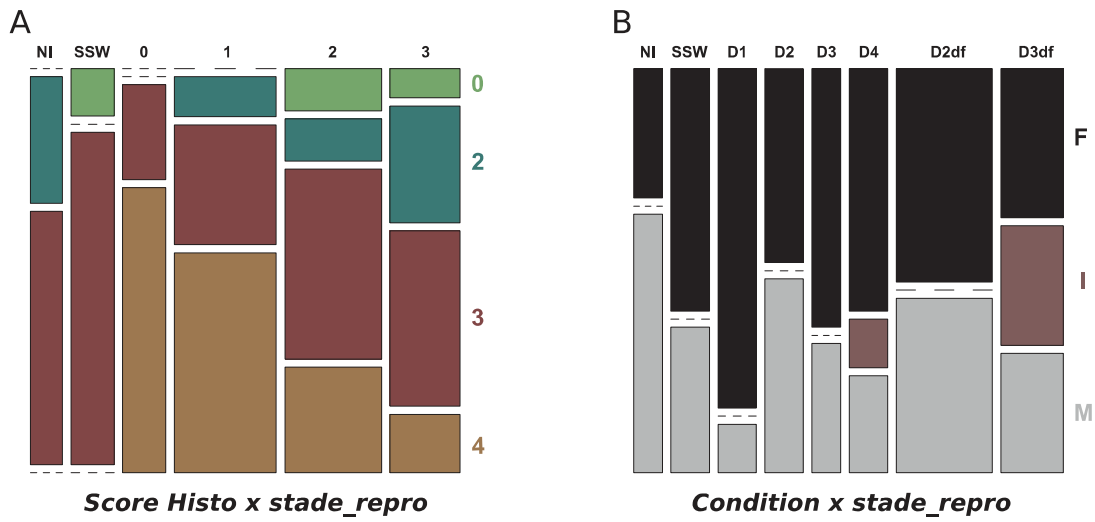 A
NI SSW 0 1 2 3
0
2
3
4
Score Histo x stade_repro
B
NI SSW D1 D2 D3 D4 D2df D3df
F
I
M
Condition x stade_repro